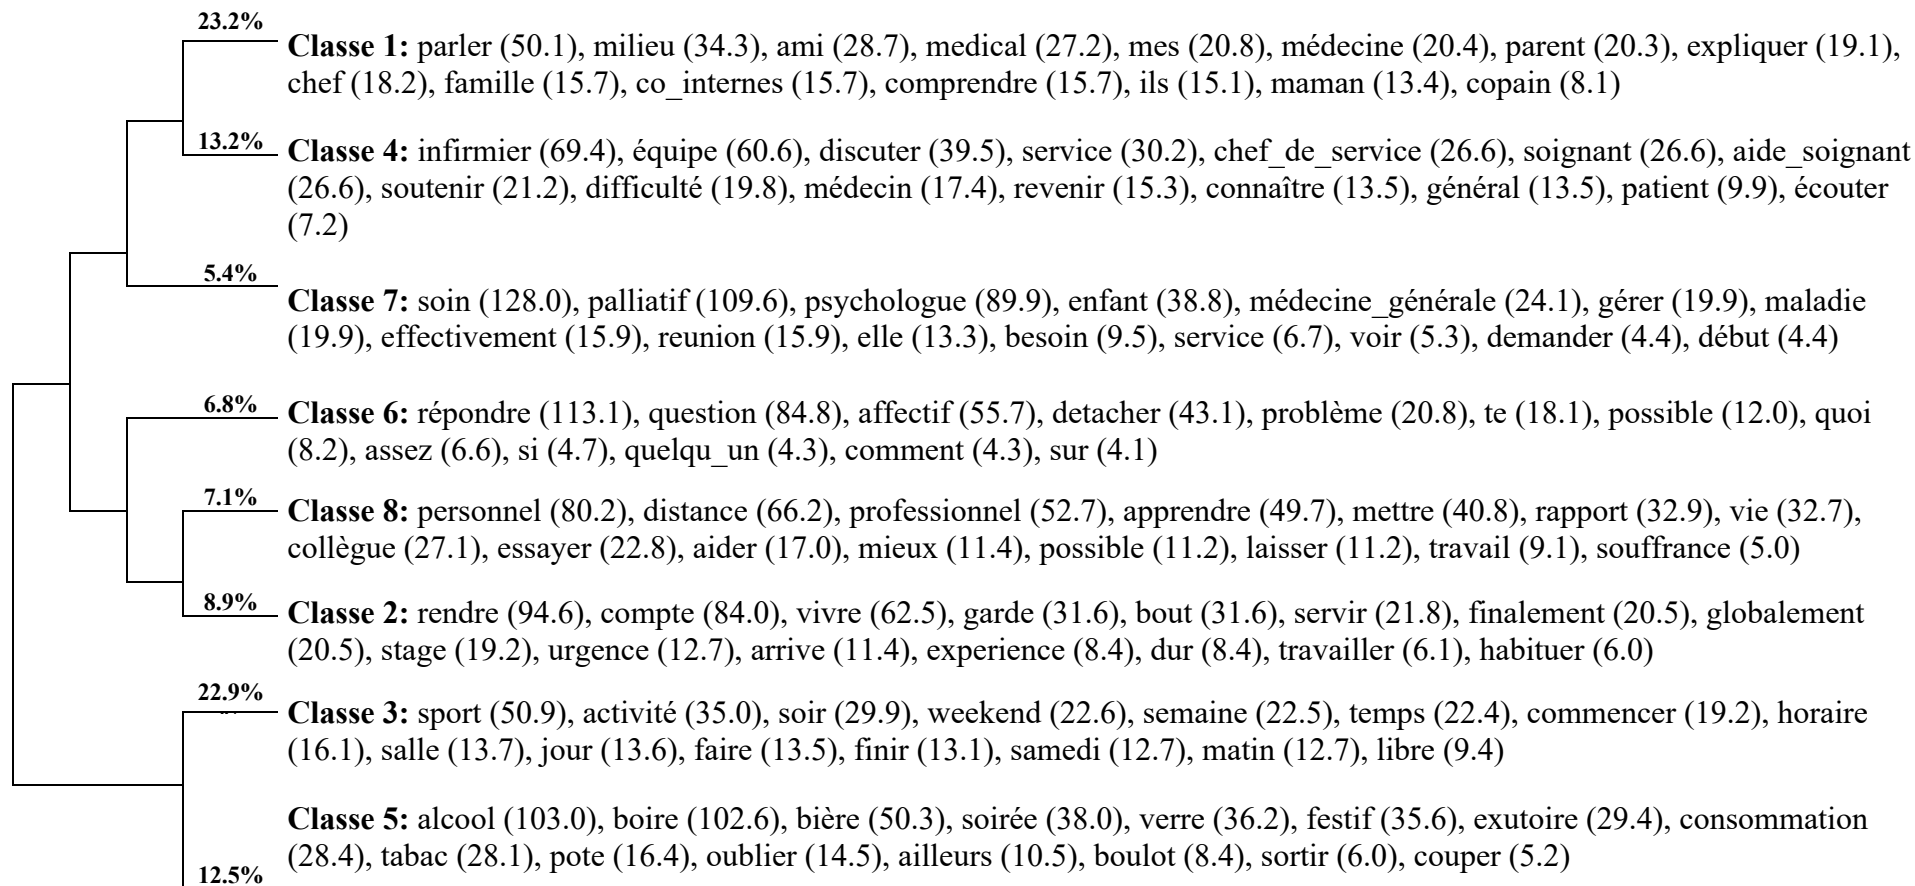 23.2%
Classe 1: parler (50.1), milieu (34.3), ami (28.7), medical (27.2), mes (20.8), médecine (20.4), parent (20.3), expliquer (19.1),
chef (18.2), famille (15.7), co_internes (15.7), comprendre (15.7), ils (15.1), maman (13.4), copain (8.1)
13.2%
Classe 4: infirmier (69.4), équipe (60.6), discuter (39.5), service (30.2), chef_de_service (26.6), soignant (26.6), aide_soignant
(26.6), soutenir (21.2), difficulté (19.8), médecin (17.4), revenir (15.3), connaître (13.5), général (13.5), patient (9.9), écouter
(7.2)
5.4%
Classe 7: soin (128.0), palliatif (109.6), psychologue (89.9), enfant (38.8), médecine_générale (24.1), gérer (19.9), maladie
(19.9), effectivement (15.9), reunion (15.9), elle (13.3), besoin (9.5), service (6.7), voir (5.3), demander (4.4), début (4.4)
6.8%
Classe 6: répondre (113.1), question (84.8), affectif (55.7), detacher (43.1), problème (20.8), te (18.1), possible (12.0), quoi
(8.2), assez (6.6), si (4.7), quelqu_un (4.3), comment (4.3), sur (4.1)
7.1%
Classe 8: personnel (80.2), distance (66.2), professionnel (52.7), apprendre (49.7), mettre (40.8), rapport (32.9), vie (32.7),
collègue (27.1), essayer (22.8), aider (17.0), mieux (11.4), possible (11.2), laisser (11.2), travail (9.1), souffrance (5.0)
8.9%
Classe 2: rendre (94.6), compte (84.0), vivre (62.5), garde (31.6), bout (31.6), servir (21.8), finalement (20.5), globalement
(20.5), stage (19.2), urgence (12.7), arrive (11.4), experience (8.4), dur (8.4), travailler (6.1), habituer (6.0)
22.9%
Classe 3: sport (50.9), activité (35.0), soir (29.9), weekend (22.6), semaine (22.5), temps (22.4), commencer (19.2), horaire
(16.1), salle (13.7), jour (13.6), faire (13.5), finir (13.1), samedi (12.7), matin (12.7), libre (9.4)
Classe 5: alcool (103.0), boire (102.6), bière (50.3), soirée (38.0), verre (36.2), festif (35.6), exutoire (29.4), consommation
(28.4), tabac (28.1), pote (16.4), oublier (14.5), ailleurs (10.5), boulot (8.4), sortir (6.0), couper (5.2)
12.5%